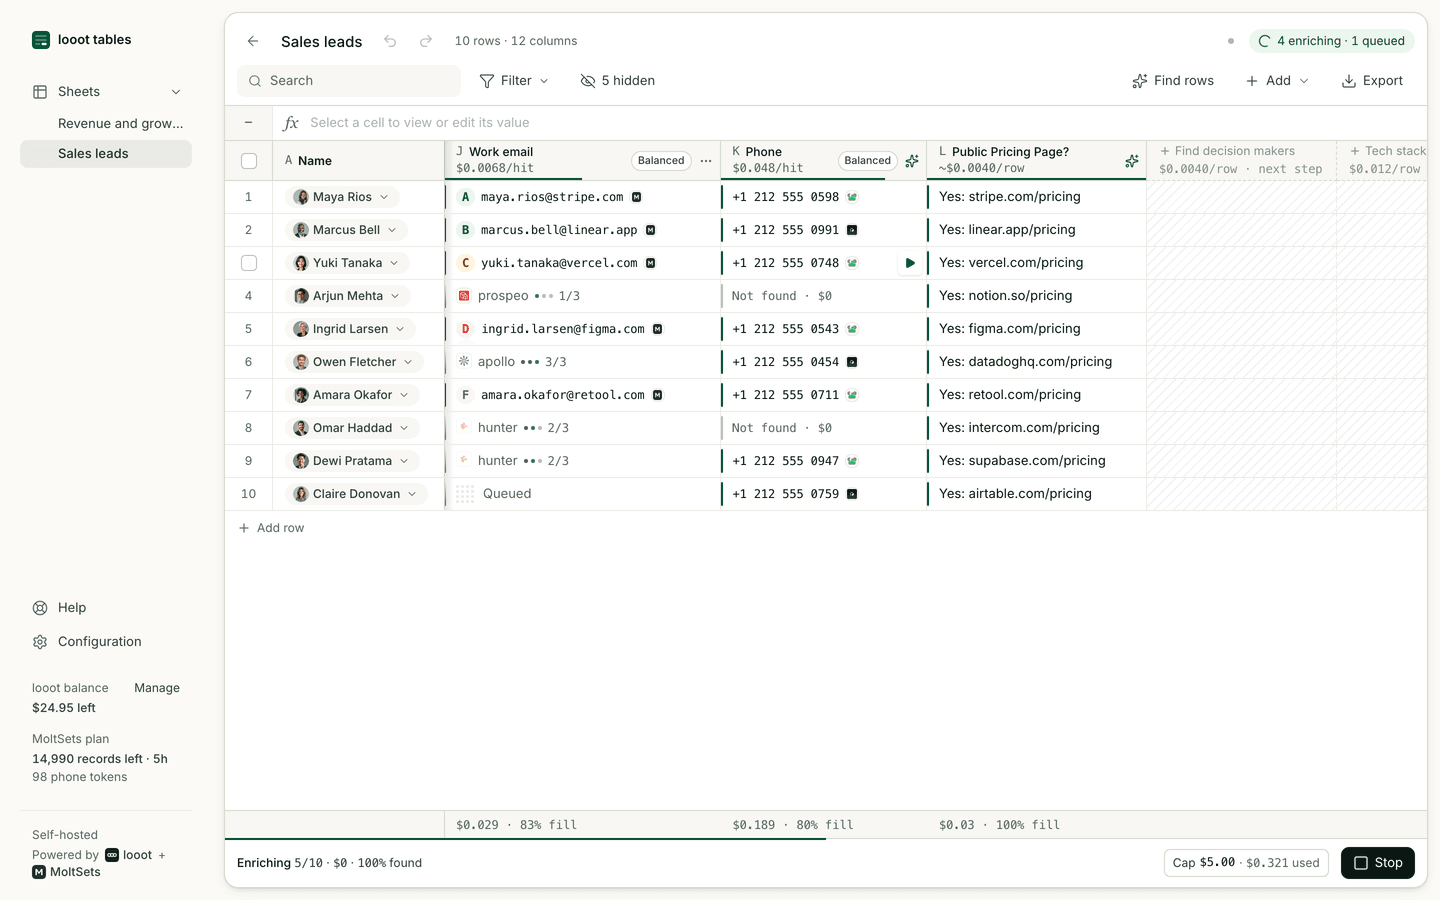 looot tables
Sheets
Revenue and grow...
Sales leads
Help
Configuration
looot balance Manage
$24.95 left
MoltSets plan
14,990 records left · 5h
98 phone tokens
Self-hosted
Powered by looot +
M MoltSets
Sales leads 10 rows · 12 columns 4 enriching · 1 queued
Search Filter 5 hidden Find rows + Add Export
− fx Select a cell to view or edit its value
A Name
J Work email
$0.0068/hit
Balanced ...
K Phone
$0.048/hit
Balanced
L Public Pricing Page?
~$0.0040/row
+ Find decision makers
$0.0040/row · next step
+ Tech stack
$0.012/row
1 Maya Rios A maya.rios@stripe.com M +1 212 555 0598 Yes: stripe.com/pricing
2 Marcus Bell B marcus.bell@linear.app M +1 212 555 0991 Yes: linear.app/pricing
Yuki Tanaka C yuki.tanaka@vercel.com M +1 212 555 0748 Yes: vercel.com/pricing
4 Arjun Mehta prospeo 1/3 Not found · $0 Yes: notion.so/pricing
5 Ingrid Larsen D ingrid.larsen@figma.com M +1 212 555 0543 Yes: figma.com/pricing
6 Owen Fletcher apollo 3/3 +1 212 555 0454 Yes: datadoghq.com/pricing
7 Amara Okafor F amara.okafor@retool.com M +1 212 555 0711 Yes: retool.com/pricing
8 Omar Haddad hunter 2/3 Not found · $0 Yes: intercom.com/pricing
9 Dewi Pratama hunter 2/3 +1 212 555 0947 Yes: supabase.com/pricing
10 Claire Donovan Queued +1 212 555 0759 Yes: airtable.com/pricing
+ Add row
$0.029 · 83% fill $0.189 · 80% fill $0.03 · 100% fill
Enriching 5/10 · $0 · 100% found Cap $5.00 · $0.321 used Stop